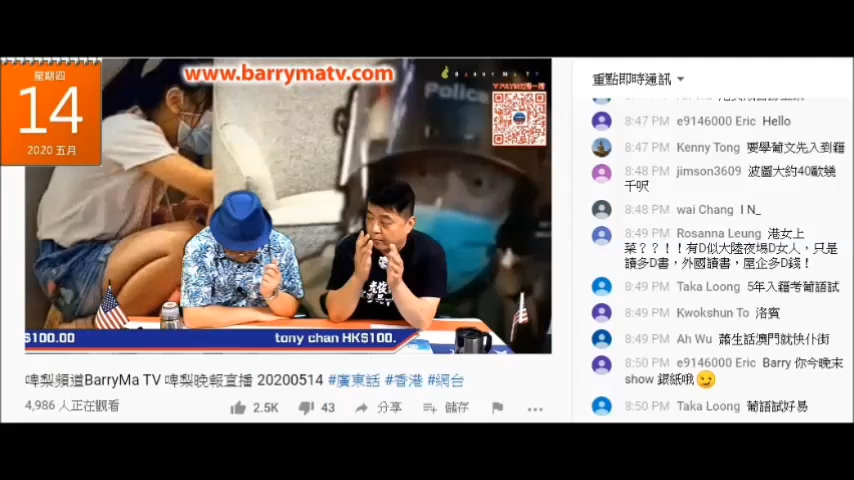 www.barrymatv.com
BARRY MA TV
PAYME
星期四
14
2020 五月
Police
$100.00
tony chan HK$100.
啤梨頻道BarryMa TV 啤梨晚報直播 20200514 #廣東話 #香港 #網台
4,986 人正在觀看
2.5K
43
分享
儲存
重點即時通訊
8:47 PM e9146000 Eric Hello
8:47 PM Kenny Tong 要學葡文先入到籍
8:48 PM jimson3609 波圖大約40歐幾
千呎
8:48 PM wai Chang I N_
8:49 PM Rosanna Leung 港女上
菜？？！！有D似大陸夜場D女人，只是
讀多D書，外國讀書，屋企多D錢！
8:49 PM Taka Loong 5年入籍考葡語試
8:49 PM Kwokshun To 洛賓
8:49 PM Ah Wu 蕭生話澳門就快仆街
8:50 PM e9146000 Eric Barry 你今晚末
show 銀紙哦
8:50 PM Taka Loong 葡語試好易